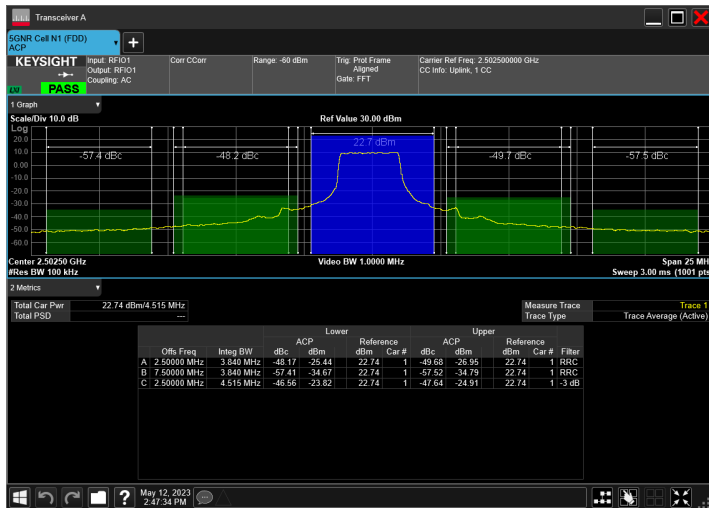 Transceiver A
5GNR Cell N1 (FDD)
ACP
KEYSIGHT
Input: RFIO1
Output: RFIO1
Coupling: AC
Corr CCorr
Range: -60 dBm
Trig: Prot Frame
Aligned
Gate: FFT
Carrier Ref Freq: 2.502500000 GHz
CC Info: Uplink, 1 CC
LXI PASS
1 Graph
Scale/Div 10.0 dB Ref Value 30.00 dBm
Log
20.0
10.0
0.00
-10.0
-20.0
-30.0
-40.0
-50.0
-60.0
-57.4 dBc -48.2 dBc 22.7 dBm -49.7 dBc -57.5 dBc
Center 2.50250 GHz Video BW 1.0000 MHz Span 25 MH
#Res BW 100 kHz Sweep 3.00 ms (1001 pts
2 Metrics
Total Car Pwr 22.74 dBm/4.515 MHz Measure Trace Trace 1
Total PSD --- Trace Type Trace Average (Active)
Lower Upper
ACP Reference ACP Reference
Offs Freq Integ BW dBc dBm dBm Car # dBc dBm dBm Car # Filter
A 2.50000 MHz 3.840 MHz -48.17 -25.44 22.74 1 -49.68 -26.95 22.74 1 RRC
B 7.50000 MHz 3.840 MHz -57.41 -34.67 22.74 1 -57.52 -34.79 22.74 1 RRC
C 2.50000 MHz 4.515 MHz -46.56 -23.82 22.74 1 -47.64 -24.91 22.74 1 -3 dB
May 12, 2023
2:47:34 PM